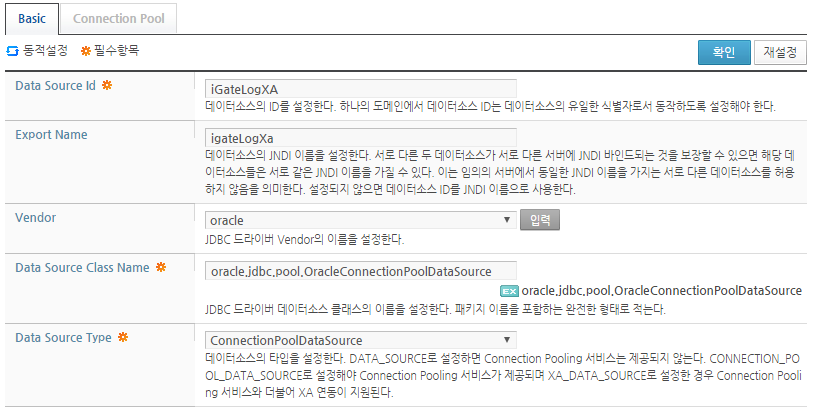 Basic
Connection Pool
동적설정
필수항목
확인
재설정
Data Source Id
iGateLogXA
데이터소스의 ID를 설정한다. 하나의 도메인에서 데이터소스 ID는 데이터소스의 유일한 식별자로서 동작하도록 설정해야 한다.
Export Name
igateLogXa
데이터소스의 JNDI 이름을 설정한다. 서로 다른 두 데이터소스가 서로 다른 서버에 JNDI 바인드되는 것을 보장할 수 있으면 해당 데
이터소스들은 서로 같은 JNDI 이름을 가질 수 있다. 이는 임의의 서버에서 동일한 JNDI 이름을 가지는 서로 다른 데이터소스를 허용
하지 않음을 의미한다. 설정되지 않으면 데이터소스 ID를 JNDI 이름으로 사용한다.
Vendor
oracle
입력
JDBC 드라이버 Vendor의 이름을 설정한다.
Data Source Class Name
oracle.jdbc.pool.OracleConnectionPoolDataSource
EX oracle.jdbc.pool.OracleConnectionPoolDataSource
JDBC 드라이버 데이터소스 클래스의 이름을 설정한다. 패키지 이름을 포함하는 완전한 형태로 적는다.
Data Source Type
ConnectionPoolDataSource
데이터소스의 타입을 설정한다. DATA_SOURCE로 설정하면 Connection Pooling 서비스는 제공되지 않는다. CONNECTION_PO
OL_DATA_SOURCE로 설정해야 Connection Pooling 서비스가 제공되며 XA_DATA_SOURCE로 설정한 경우 Connection Pooli
ng 서비스와 더불어 XA 연동이 지원된다.